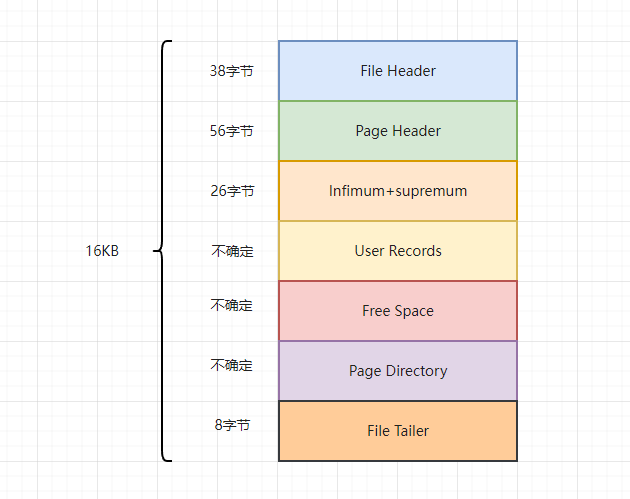 38字节
File Header
56字节
Page Header
26字节
Infimum+supremum
16KB
不确定
User Records
不确定
Free Space
不确定
Page Directory
8字节
File Tailer